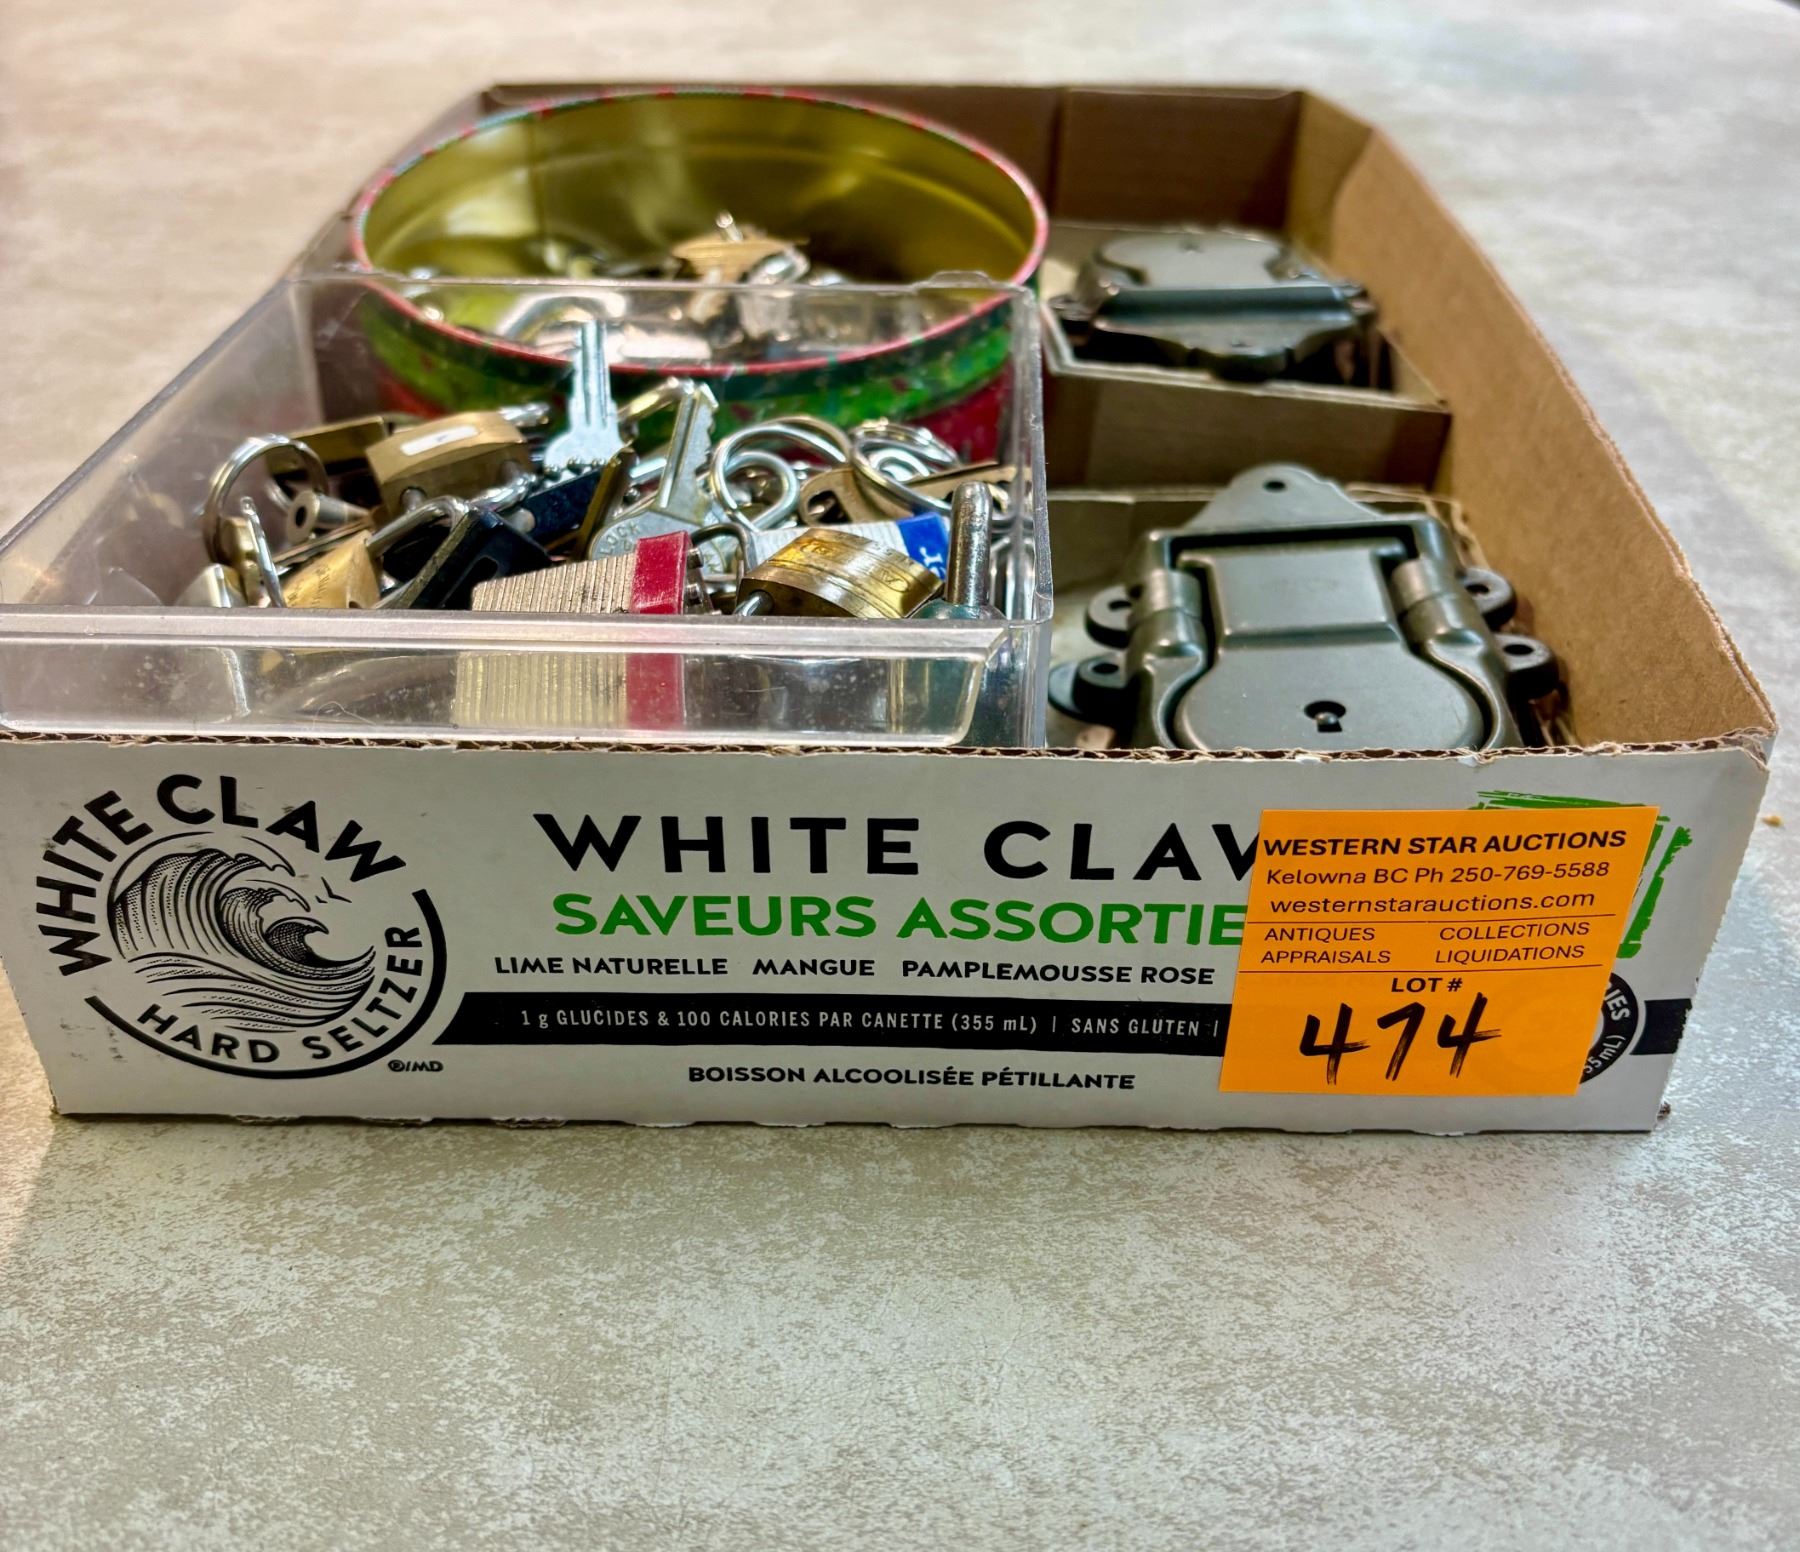 WHITE CLAW
HARD SELTZER
®/MD
WHITE CLAW
SAVEURS ASSORTIE
LIME NATURELLE MANGUE PAMPLEMOUSSE ROSE
1 g GLUCIDES & 100 CALORIES PAR CANETTE (355 mL) | SANS GLUTEN |
BOISSON ALCOOLISÉE PÉTILLANTE
WESTERN STAR AUCTIONS
Kelowna BC Ph 250-769-5588
westernstarauctions.com
ANTIQUES COLLECTIONS
APPRAISALS LIQUIDATIONS
LOT #
474